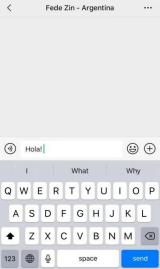 Fede Zin - Argentina
Hola!
I What Why
Q W E R T Y U I O P
A S D F G H J K L
Z X C V B N M
123 space send